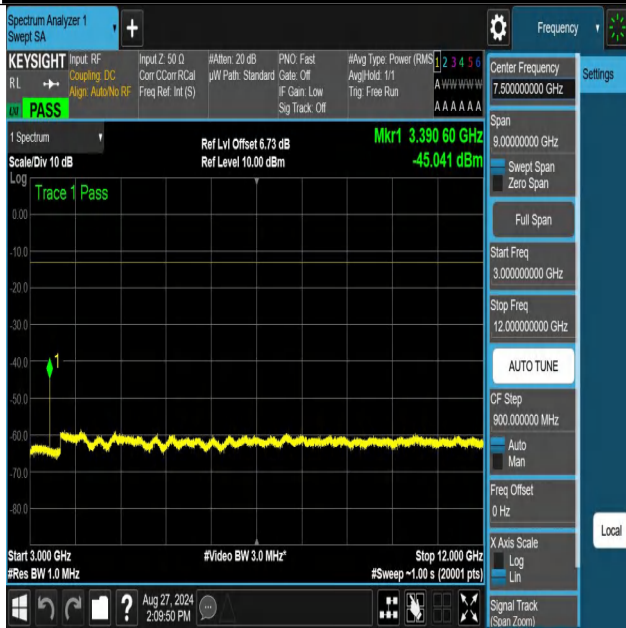 Spectrum Analyzer 1
Swept SA
+
Frequency
KEYSIGHT
RL
PASS
Input: RF
Coupling: DC
Align: Auto/No RF
Input Z: 50 Ω
Corr CCorr RCal
Freq Ref: Int (S)
#Atten: 20 dB
µW Path: Standard
PNO: Fast
Gate: Off
IF Gain: Low
Sig Track: Off
#Avg Type: Power (RMS
Avg|Hold: 1/1
Trig: Free Run
1 2 3 4 5 6
A W W W W W
A A A A A A
1 Spectrum
Scale/Div 10 dB
Log
Ref Lvl Offset 6.73 dB
Ref Level 10.00 dBm
Mkr1 3.390 60 GHz
-45.041 dBm
Trace 1 Pass
0.00
-10.0
-20.0
-30.0
-40.0
-50.0
-60.0
-70.0
-80.0
1
Start 3.000 GHz
#Res BW 1.0 MHz
#Video BW 3.0 MHz*
Stop 12.000 GHz
#Sweep ~1.00 s (20001 pts)
?
Aug 27, 2024
2:09:50 PM
Center Frequency
7.500000000 GHz
Settings
Span
9.00000000 GHz
Swept Span
Zero Span
Full Span
Start Freq
3.000000000 GHz
Stop Freq
12.000000000 GHz
AUTO TUNE
CF Step
900.000000 MHz
Auto
Man
Freq Offset
0 Hz
Local
X Axis Scale
Log
Lin
Signal Track
(Span Zoom)